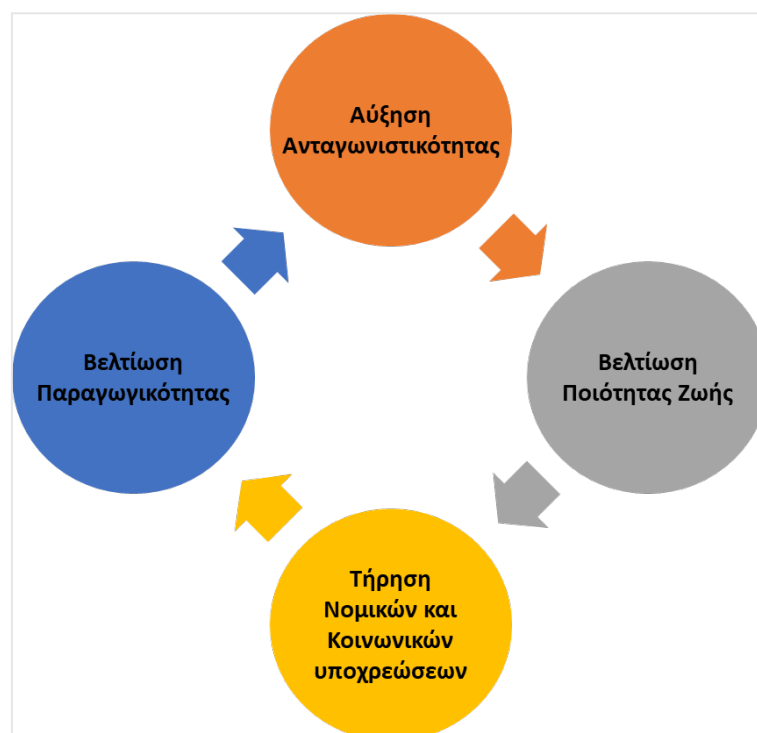 Αύξηση
Ανταγωνιστικότητας
Βελτίωση
Παραγωγικότητας
Βελτίωση
Ποιότητας Ζωής
Τήρηση
Νομικών και
Κοινωνικών
υποχρεώσεων